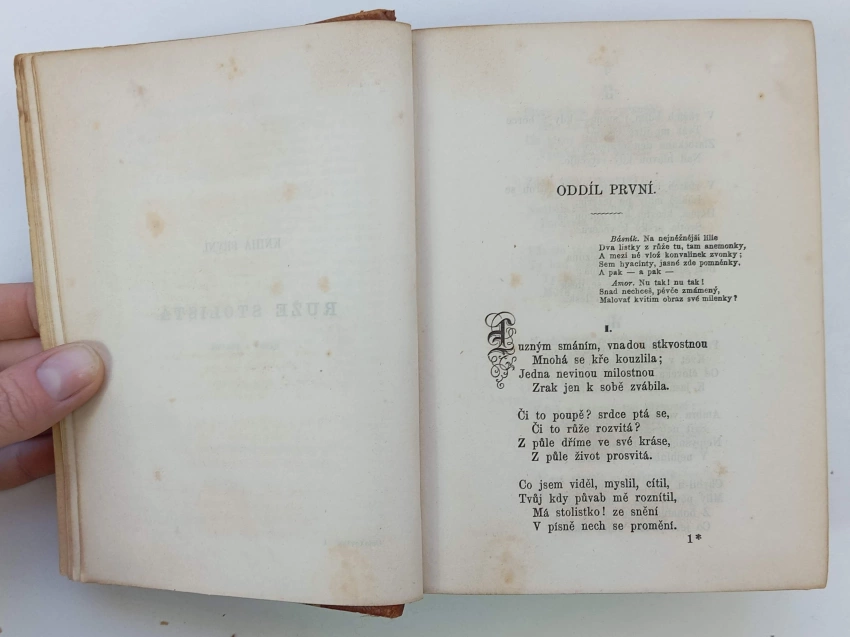 ODDÍL PRVNÍ.
Básník. Na nejněžnější lilie
Dva lístky z růže tu, tam anemonky,
A mezi ně vlož konvalinek zvonky;
Sem hyacinty, jasné zde pomněnky.
A pak — a pak —
Amor. Nu tak! nu tak!
Snad nechceš, pěvče zmámený,
Malovať kvítím obraz své milenky?
I.
Luzným smáním, vnadou stkvostnou
Mnohá se kře kouzlila;
Jedna nevinou milostnou
Zrak jen k sobě zvábila.
Či to poupě? srdce ptá se,
Či to růže rozvitá?
Z půle dříme ve své kráse,
Z půle život prosvitá.
Co jsem viděl, myslil, cítil,
Tvůj kdy půvab mě roznítil,
Má stolistko! ze snění
V písně nech se promění.
1*